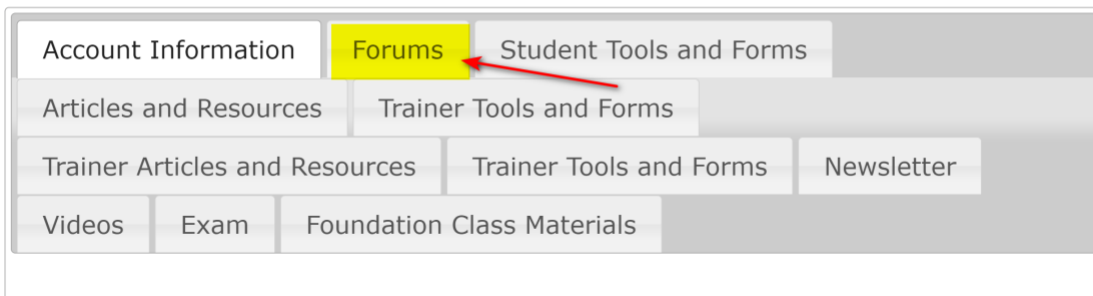 Account Information Forums Student Tools and Forms
Articles and Resources Trainer Tools and Forms
Trainer Articles and Resources Trainer Tools and Forms Newsletter
Videos Exam Foundation Class Materials